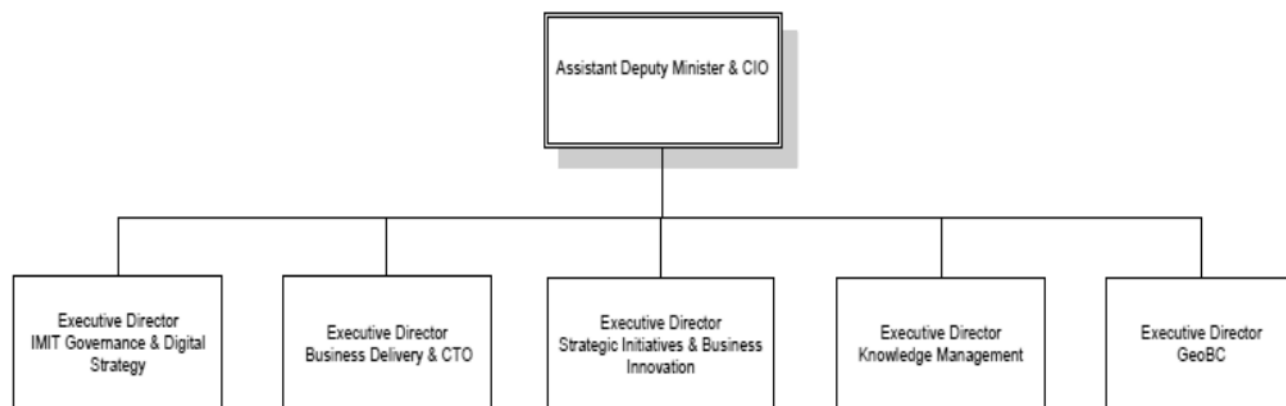 Assistant Deputy Minister & CIO
Executive Director
IMIT Governance & Digital
Strategy
Executive Director
Business Delivery & CTO
Executive Director
Strategic Initiatives & Business
Innovation
Executive Director
Knowledge Management
Executive Director
GeoBC